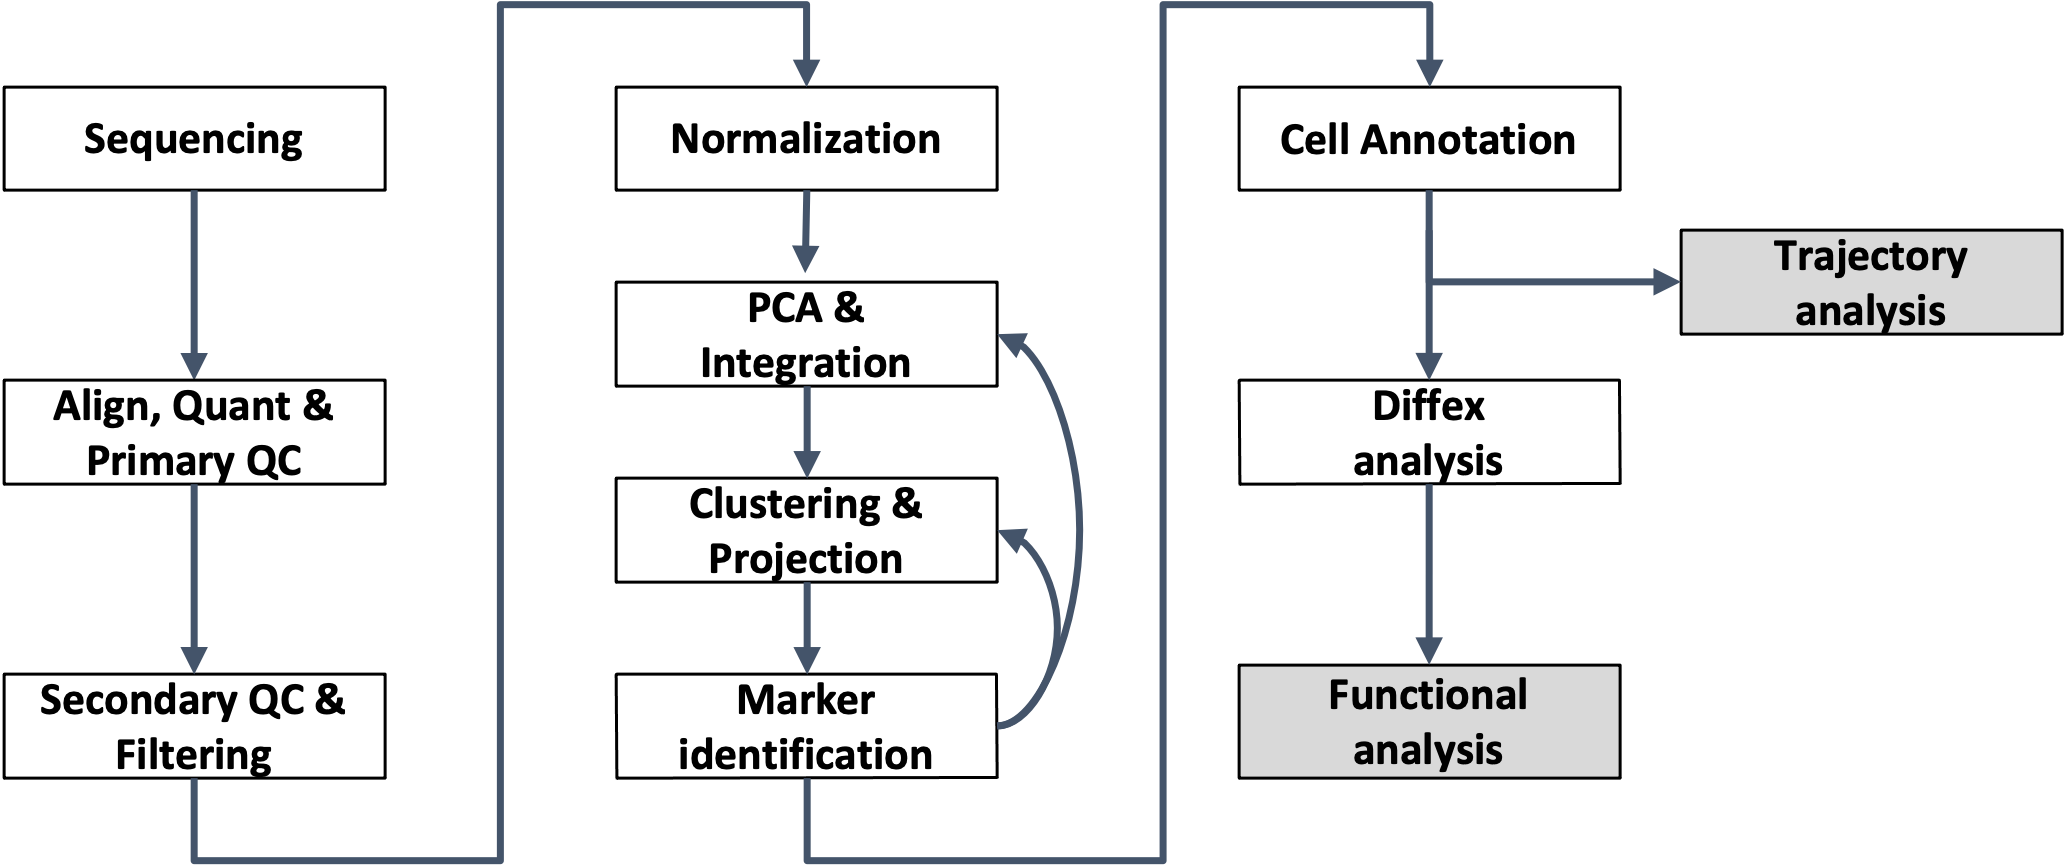 Sequencing
Align, Quant &
Primary QC
Secondary QC &
Filtering
Normalization
PCA &
Integration
Clustering &
Projection
Marker
identification
Cell Annotation
Trajectory
analysis
Diffex
analysis
Functional
analysis